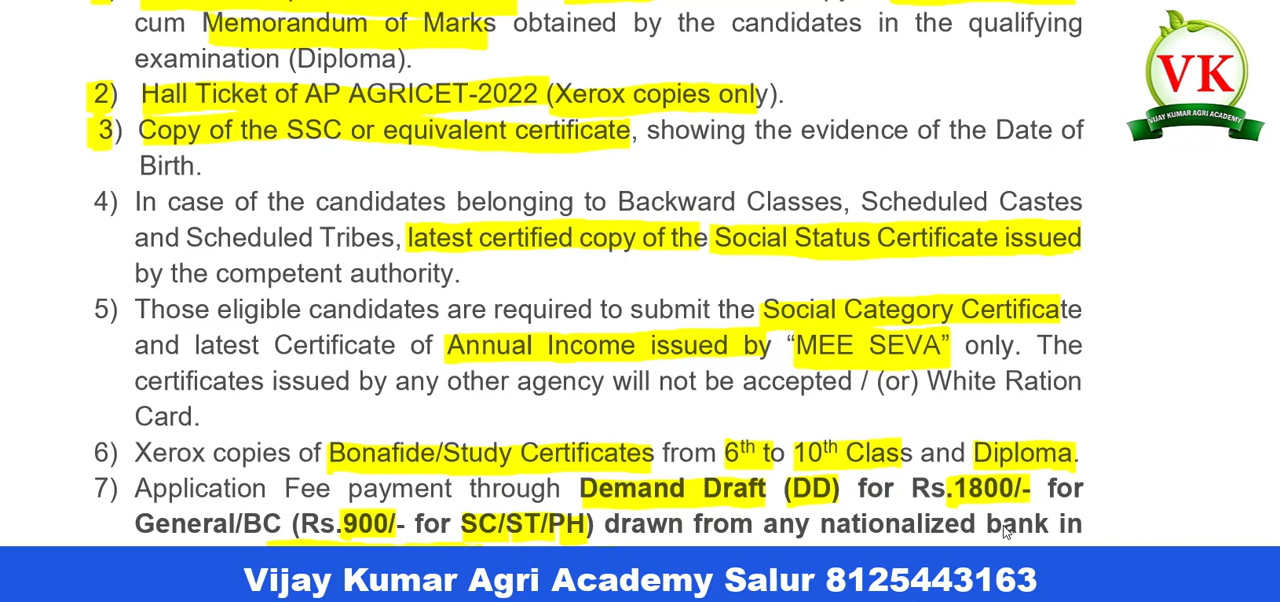 cum Memorandum of Marks obtained by the candidates in the qualifying
examination (Diploma).
2) Hall Ticket of AP AGRICET-2022 (Xerox copies only).
3) Copy of the SSC or equivalent certificate, showing the evidence of the Date of
Birth.
4) In case of the candidates belonging to Backward Classes, Scheduled Castes
and Scheduled Tribes, latest certified copy of the Social Status Certificate issued
by the competent authority.
5) Those eligible candidates are required to submit the Social Category Certificate
and latest Certificate of Annual Income issued by “MEE SEVA” only. The
certificates issued by any other agency will not be accepted / (or) White Ration
Card.
6) Xerox copies of Bonafide/Study Certificates from 6th to 10th Class and Diploma.
7) Application Fee payment through Demand Draft (DD) for Rs.1800/- for
General/BC (Rs.900/- for SC/ST/PH) drawn from any nationalized bank in
VK
VIJAY KUMAR AGRI ACADEMY
Vijay Kumar Agri Academy Salur 8125443163